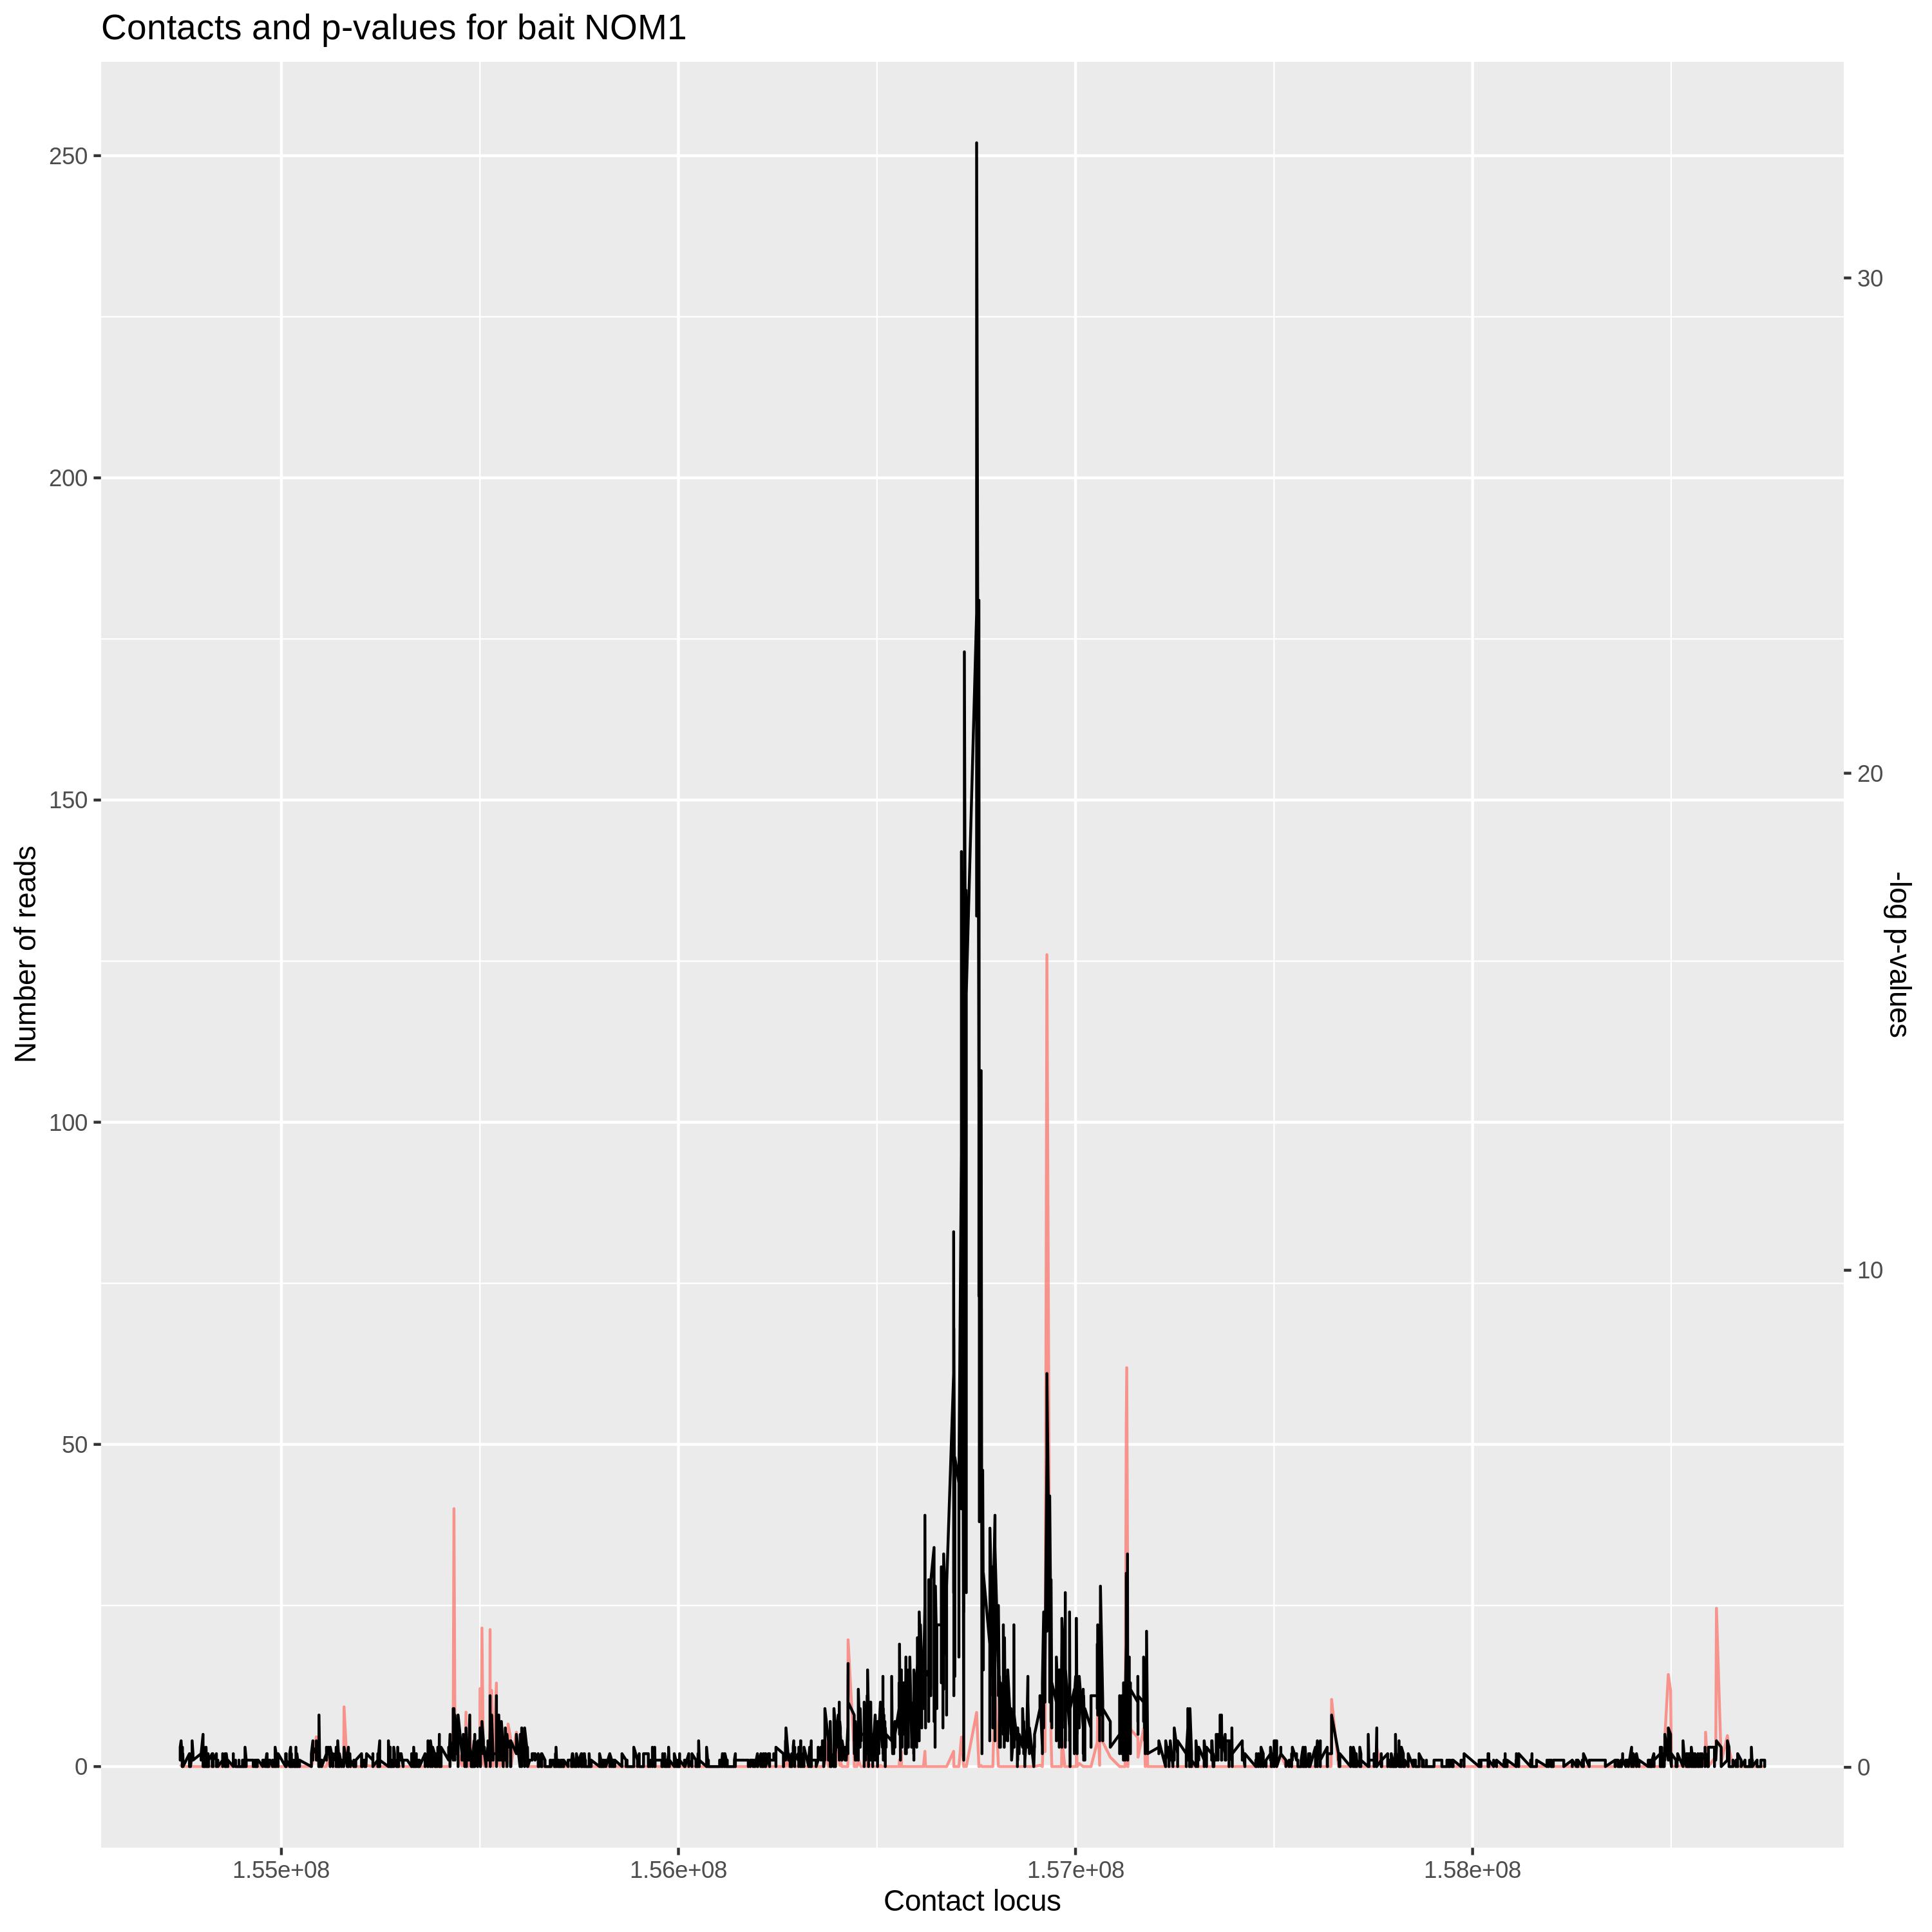 Contacts and p-values for bait NOM1
250
200
150
100
50
0
Number of reads
30
20
10
0
-log p-values
1.55e+08 1.56e+08 1.57e+08 1.58e+08
Contact locus